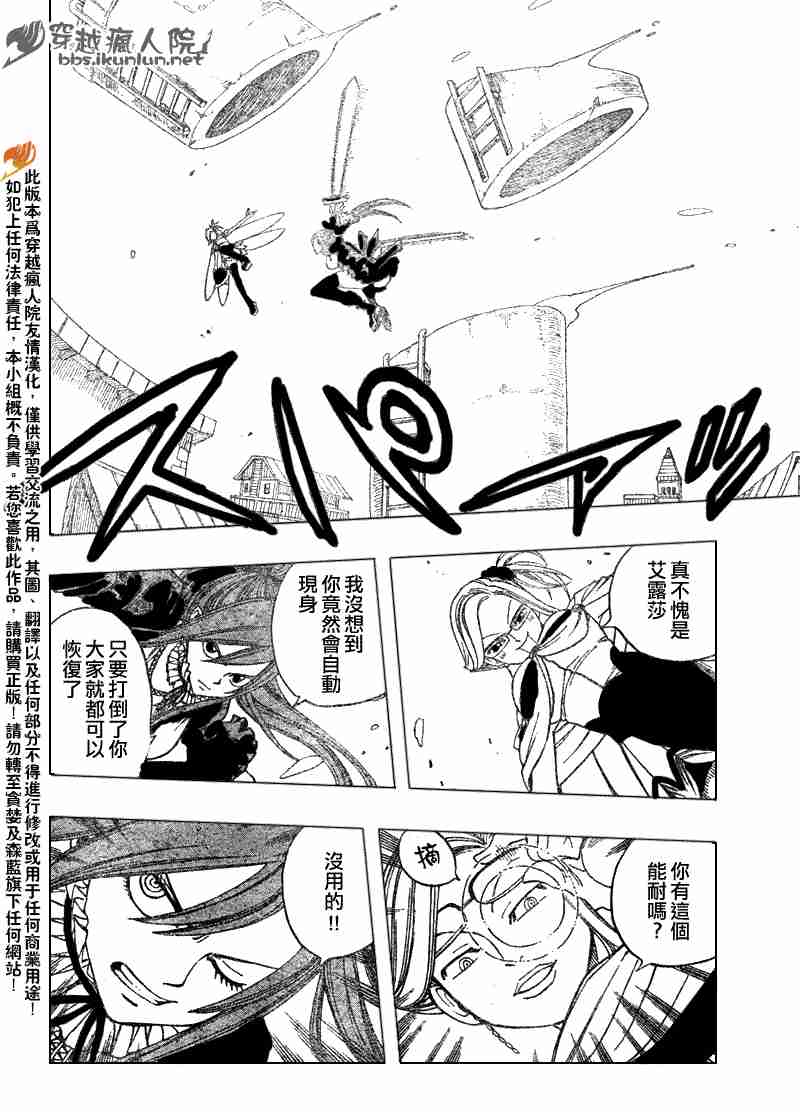 穿越瘋人院
bbs.ikunlun.net
此版本爲穿越瘋人院友情漢化，僅供學習交流之用，其圖、翻譯以及任何部分不得進行修改或用于任何商業用途！
如犯上任何法律責任，本小組概不負責。若您喜歡此作品，請購買正版！請勿轉至貪婪及森藍旗下任何網站！
スパァッ
真不愧是
艾露莎
我沒想到
你竟然會自動
現身
只要打倒了你
大家就都可以
恢復了
你有這個
能耐嗎？
摘
沒用的！！